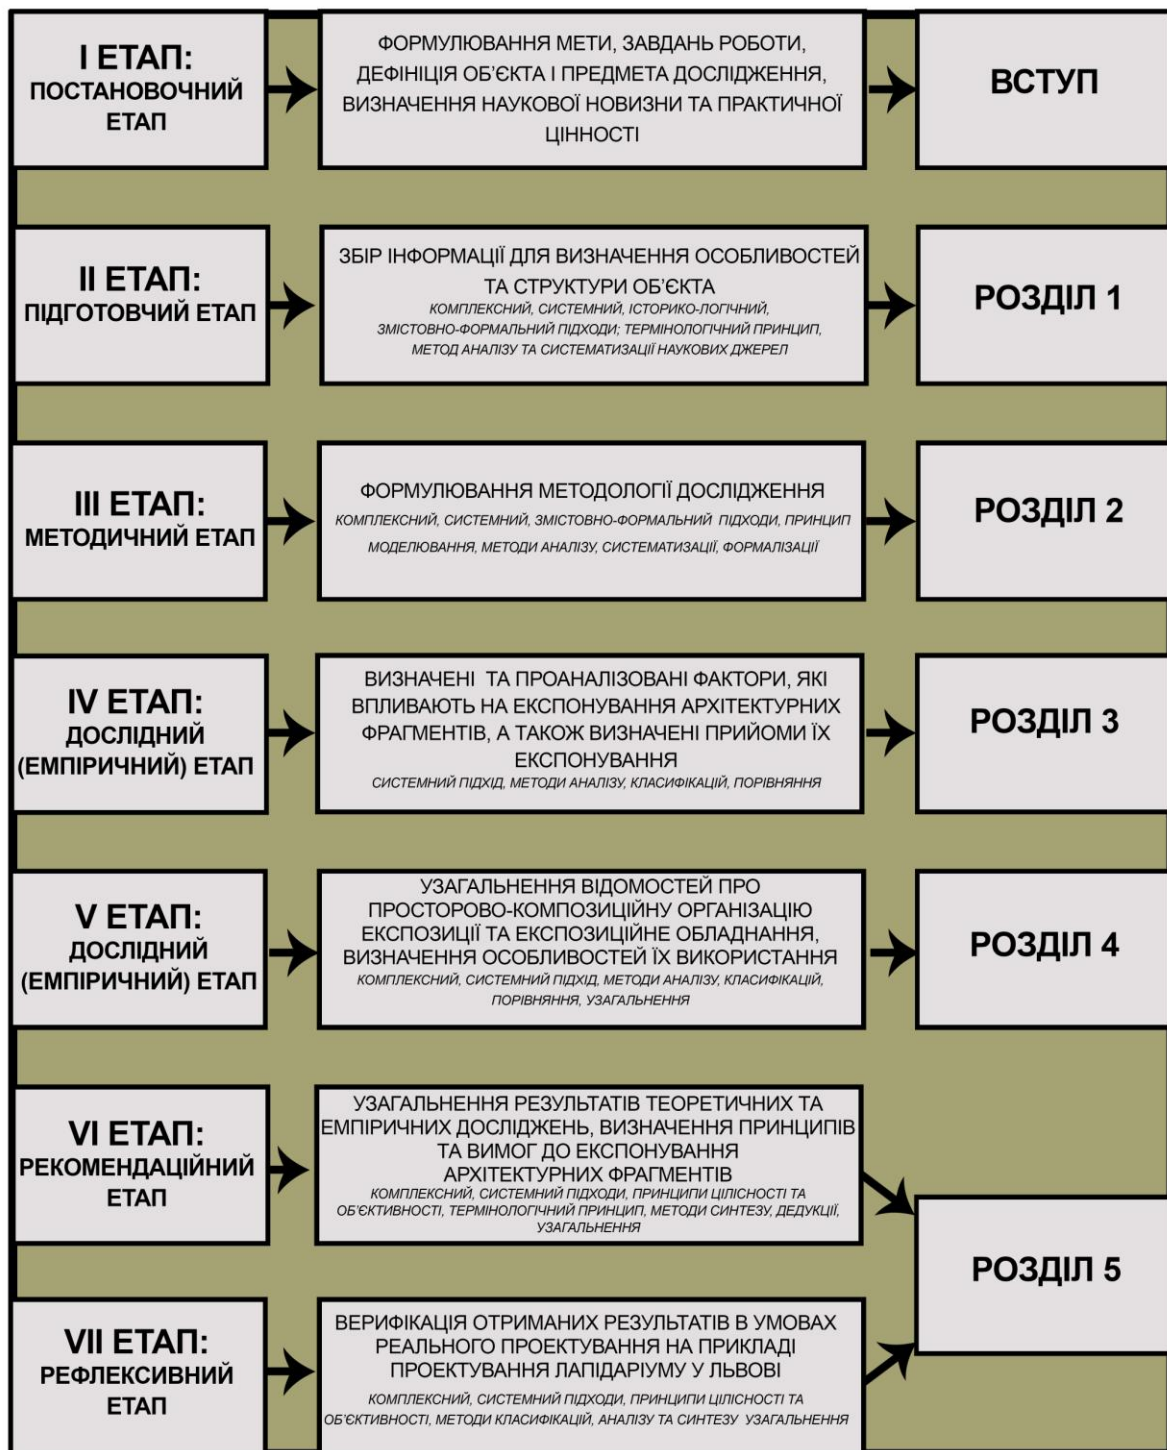 І ЕТАП:
ПОСТАНОВОЧНИЙ
ЕТАП
ФОРМУЛЮВАННЯ МЕТИ, ЗАВДАНЬ РОБОТИ,
ДЕФІНІЦІЯ ОБ'ЄКТА І ПРЕДМЕТА ДОСЛІДЖЕННЯ,
ВИЗНАЧЕННЯ НАУКОВОЇ НОВИЗНИ ТА ПРАКТИЧНОЇ
ЦІННОСТІ
ВСТУП
ІІ ЕТАП:
ПІДГОТОВЧИЙ ЕТАП
ЗБІР ІНФОРМАЦІЇ ДЛЯ ВИЗНАЧЕННЯ ОСОБЛИВОСТЕЙ
ТА СТРУКТУРИ ОБ'ЄКТА
КОМПЛЕКСНИЙ, СИСТЕМНИЙ, ІСТОРИКО-ЛОГІЧНИЙ,
ЗМІСТОВНО-ФОРМАЛЬНИЙ ПІДХОДИ; ТЕРМІНОЛОГІЧНИЙ ПРИНЦИП,
МЕТОД АНАЛІЗУ ТА СИСТЕМАТИЗАЦІЇ НАУКОВИХ ДЖЕРЕЛ
РОЗДІЛ 1
ІІІ ЕТАП:
МЕТОДИЧНИЙ ЕТАП
ФОРМУЛЮВАННЯ МЕТОДОЛОГІЇ ДОСЛІДЖЕННЯ
КОМПЛЕКСНИЙ, СИСТЕМНИЙ, ЗМІСТОВНО-ФОРМАЛЬНИЙ ПІДХОДИ, ПРИНЦИП
МОДЕЛЮВАННЯ, МЕТОДИ АНАЛІЗУ, СИСТЕМАТИЗАЦІЇ, ФОРМАЛІЗАЦІЇ
РОЗДІЛ 2
IV ЕТАП:
ДОСЛІДНИЙ
(ЕМПІРИЧНИЙ) ЕТАП
ВИЗНАЧЕНІ ТА ПРОАНАЛІЗОВАНІ ФАКТОРИ, ЯКІ
ВПЛИВАЮТЬ НА ЕКСПОНУВАННЯ АРХІТЕКТУРНИХ
ФРАГМЕНТІВ, А ТАКОЖ ВИЗНАЧЕНІ ПРИЙОМИ ЇХ
ЕКСПОНУВАННЯ
СИСТЕМНИЙ ПІДХІД, МЕТОДИ АНАЛІЗУ, КЛАСИФІКАЦІЙ, ПОРІВНЯННЯ
РОЗДІЛ 3
V ЕТАП:
ДОСЛІДНИЙ
(ЕМПІРИЧНИЙ) ЕТАП
УЗАГАЛЬНЕННЯ ВІДОМОСТЕЙ ПРО
ПРОСТОРОВО-КОМПОЗИЦІЙНУ ОРГАНІЗАЦІЮ
ЕКСПОЗИЦІЇ ТА ЕКСПОЗИЦІЙНЕ ОБЛАДНАННЯ,
ВИЗНАЧЕННЯ ОСОБЛИВОСТЕЙ ЇХ ВИКОРИСТАННЯ
КОМПЛЕКСНИЙ, СИСТЕМНИЙ ПІДХІД, МЕТОДИ АНАЛІЗУ, КЛАСИФІКАЦІЙ,
ПОРІВНЯННЯ, УЗАГАЛЬНЕННЯ
РОЗДІЛ 4
VI ЕТАП:
РЕКОМЕНДАЦІЙНИЙ
ЕТАП
УЗАГАЛЬНЕННЯ РЕЗУЛЬТАТІВ ТЕОРЕТИЧНИХ ТА
ЕМПІРИЧНИХ ДОСЛІДЖЕНЬ, ВИЗНАЧЕННЯ ПРИНЦИПІВ
ТА ВИМОГ ДО ЕКСПОНУВАННЯ
АРХІТЕКТУРНИХ ФРАГМЕНТІВ
КОМПЛЕКСНИЙ, СИСТЕМНИЙ ПІДХОДИ, ПРИНЦИПИ ЦІЛІСНОСТІ ТА
ОБ'ЄКТИВНОСТІ, ТЕРМІНОЛОГІЧНИЙ ПРИНЦИП, МЕТОДИ СИНТЕЗУ, ДЕДУКЦІЇ,
УЗАГАЛЬНЕННЯ
РОЗДІЛ 5
VII ЕТАП:
РЕФЛЕКСИВНИЙ
ЕТАП
ВЕРИФІКАЦІЯ ОТРИМАНИХ РЕЗУЛЬТАТІВ В УМОВАХ
РЕАЛЬНОГО ПРОЕКТУВАННЯ НА ПРИКЛАДІ
ПРОЕКТУВАННЯ ЛАПІДАРІУМУ У ЛЬВОВІ
КОМПЛЕКСНИЙ, СИСТЕМНИЙ ПІДХОДИ, ПРИНЦИПИ ЦІЛІСНОСТІ ТА
ОБ'ЄКТИВНОСТІ, МЕТОДИ КЛАСИФІКАЦІЙ, АНАЛІЗУ ТА СИНТЕЗУ УЗАГАЛЬНЕННЯ